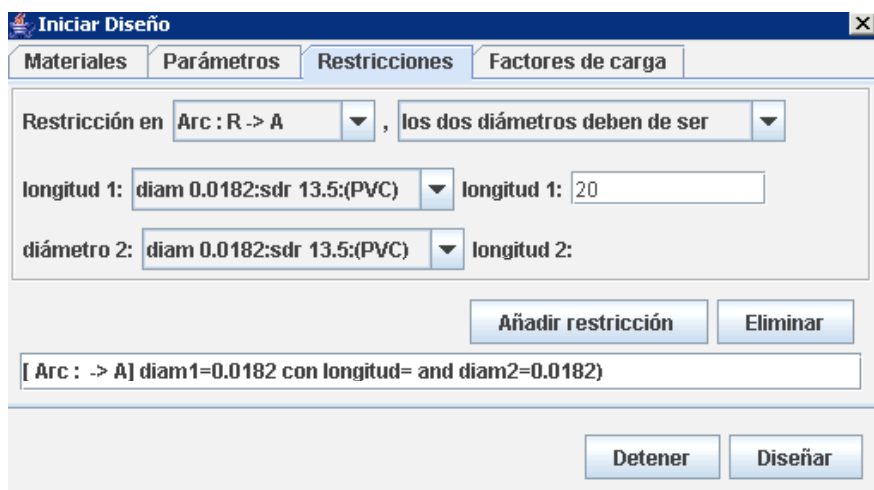 Iniciar Diseño
Materiales Parámetros Restricciones Factores de carga
Restricción en Arc : R -> A , los dos diámetros deben de ser
longitud 1: diam 0.0182:sdr 13.5:(PVC) longitud 1: 20
diámetro 2: diam 0.0182:sdr 13.5:(PVC) longitud 2:
Añadir restricción Eliminar
[ Arc :  -> A] diam1=0.0182 con longitud= and diam2=0.0182)
Detener Diseñar